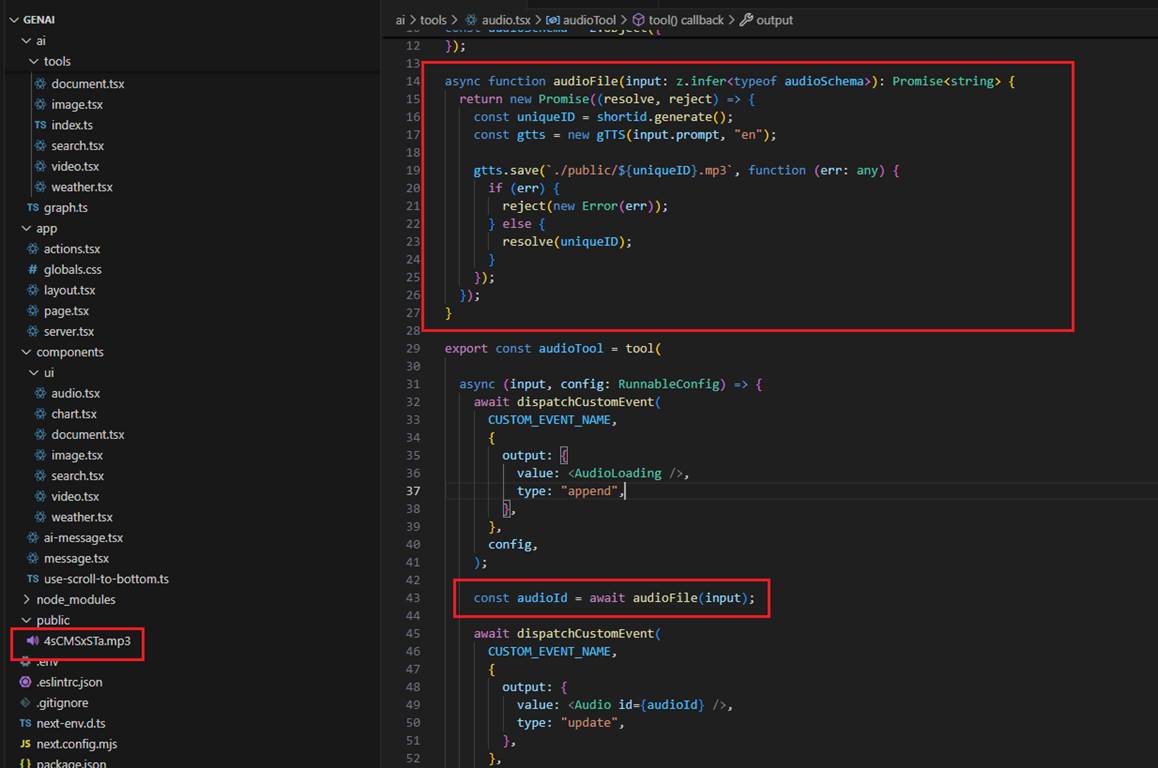 GENAI
ai
tools
document.tsx
image.tsx
TS index.ts
search.tsx
video.tsx
weather.tsx
TS graph.ts
app
actions.tsx
# globals.css
layout.tsx
page.tsx
server.tsx
components
ui
audio.tsx
chart.tsx
document.tsx
image.tsx
search.tsx
video.tsx
weather.tsx
ai-message.tsx
message.tsx
TS use-scroll-to-bottom.ts
node_modules
public
4sCMSxSTa.mp3
.env
.eslintrc.json
.gitignore
TS next-env.d.ts
JS next.config.mjs
{} package.json
ai > tools > audio.tsx > audioTool > tool() callback > output
10 const audioSchema = z.object({
12 });
13
14 async function audioFile(input: z.infer<typeof audioSchema>): Promise<string> {
15 return new Promise((resolve, reject) => {
16 const uniqueID = shortid.generate();
17 const gtts = new gTTS(input.prompt, "en");
18
19 gtts.save(`./public/${uniqueID}.mp3`, function (err: any) {
20 if (err) {
21 reject(new Error(err));
22 } else {
23 resolve(uniqueID);
24 }
25 });
26 });
27 }
28
29 export const audioTool = tool(
30
31 async (input, config: RunnableConfig) => {
32 await dispatchCustomEvent(
33 CUSTOM_EVENT_NAME,
34 {
35 output: {
36 value: <AudioLoading />,
37 type: "append",
38 },
39 },
40 config,
41 );
42
43 const audioId = await audioFile(input);
44
45 await dispatchCustomEvent(
46 CUSTOM_EVENT_NAME,
47 {
48 output: {
49 value: <Audio id={audioId} />,
50 type: "update",
51 },
52 },